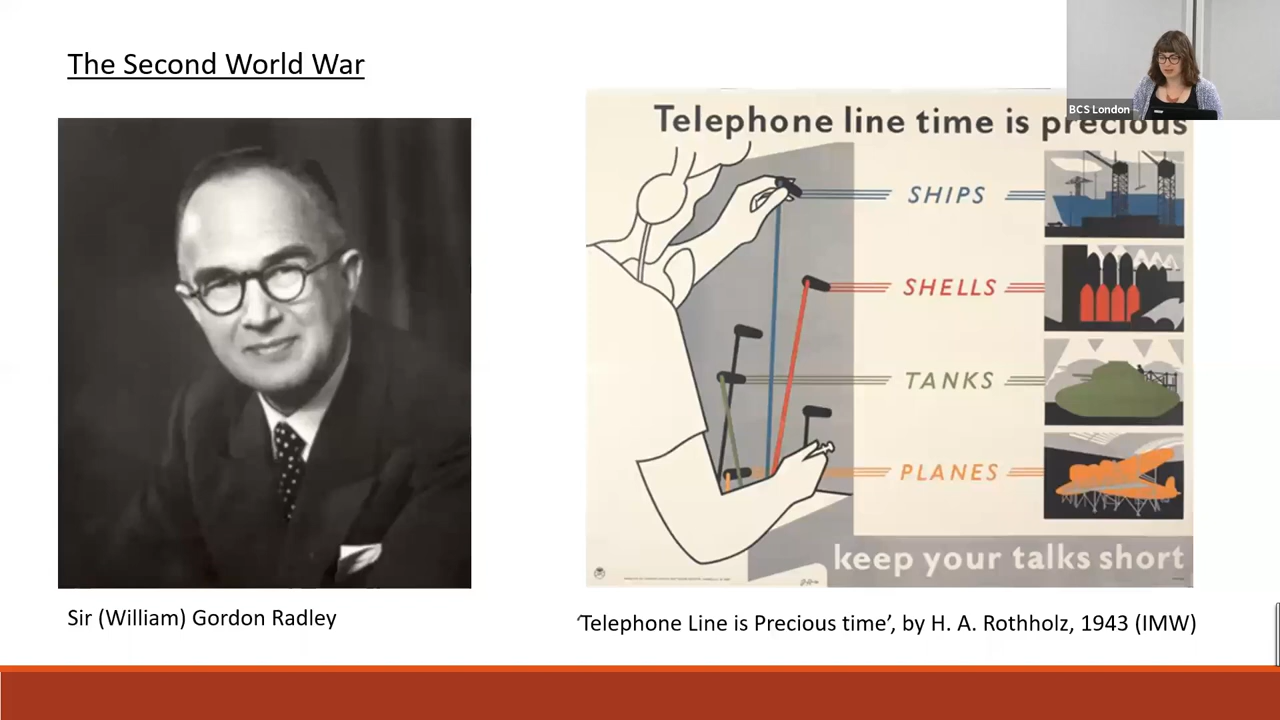 The Second World War
BCS London
Telephone line time is precious
SHIPS
SHELLS
TANKS
PLANES
keep your talks short
Sir (William) Gordon Radley
‘Telephone Line is Precious time’, by H. A. Rothholz, 1943 (IMW)